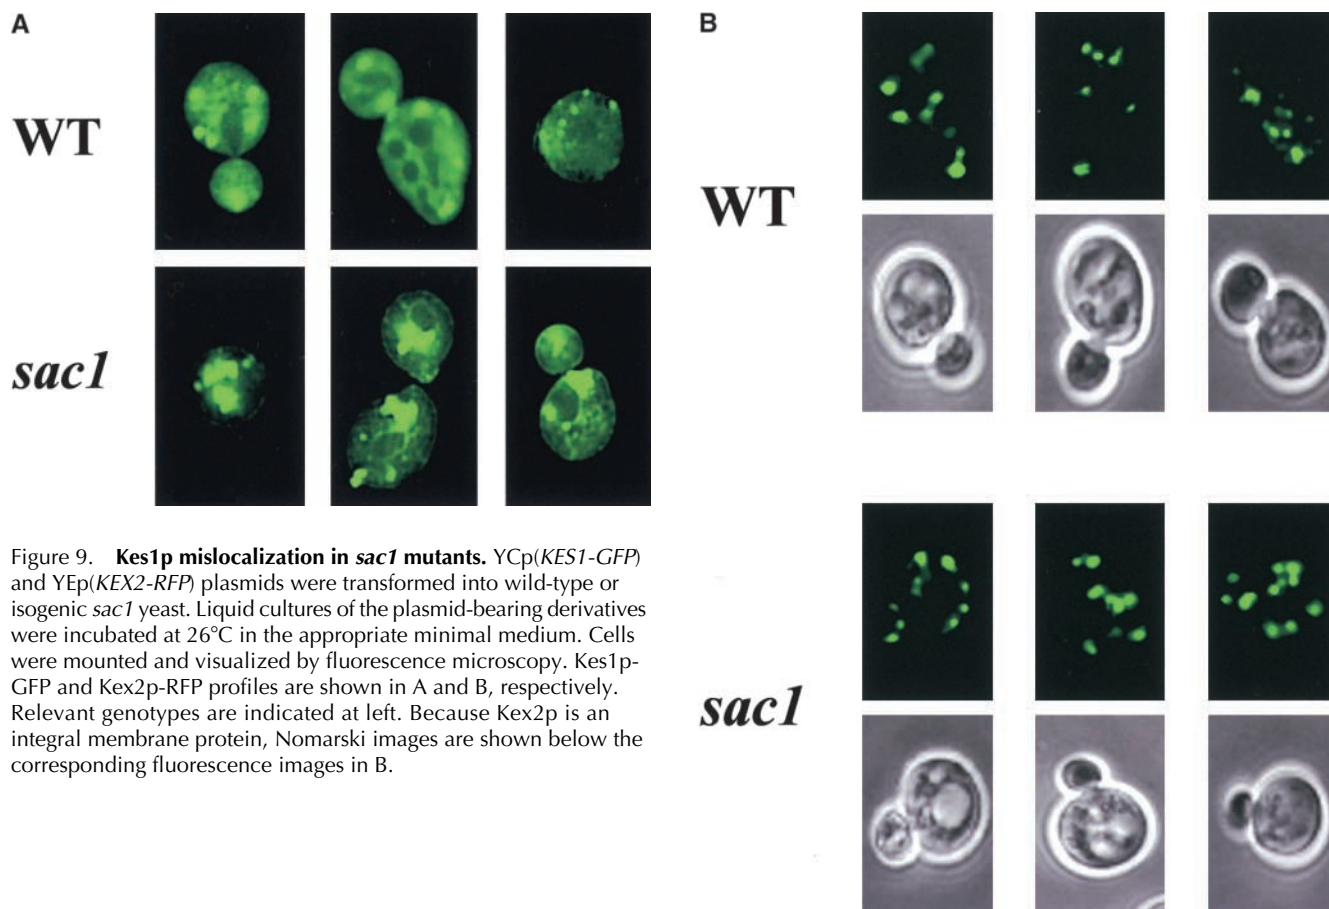 A
WT
sac1
Figure 9. Kes1p mislocalization in sac1 mutants. YCp(KES1-GFP)
and YEp(KEX2-RFP) plasmids were transformed into wild-type or
isogenic sac1 yeast. Liquid cultures of the plasmid-bearing derivatives
were incubated at 26°C in the appropriate minimal medium. Cells
were mounted and visualized by fluorescence microscopy. Kes1p-
GFP and Kex2p-RFP profiles are shown in A and B, respectively.
Relevant genotypes are indicated at left. Because Kex2p is an
integral membrane protein, Nomarski images are shown below the
corresponding fluorescence images in B.
B
WT
sac1